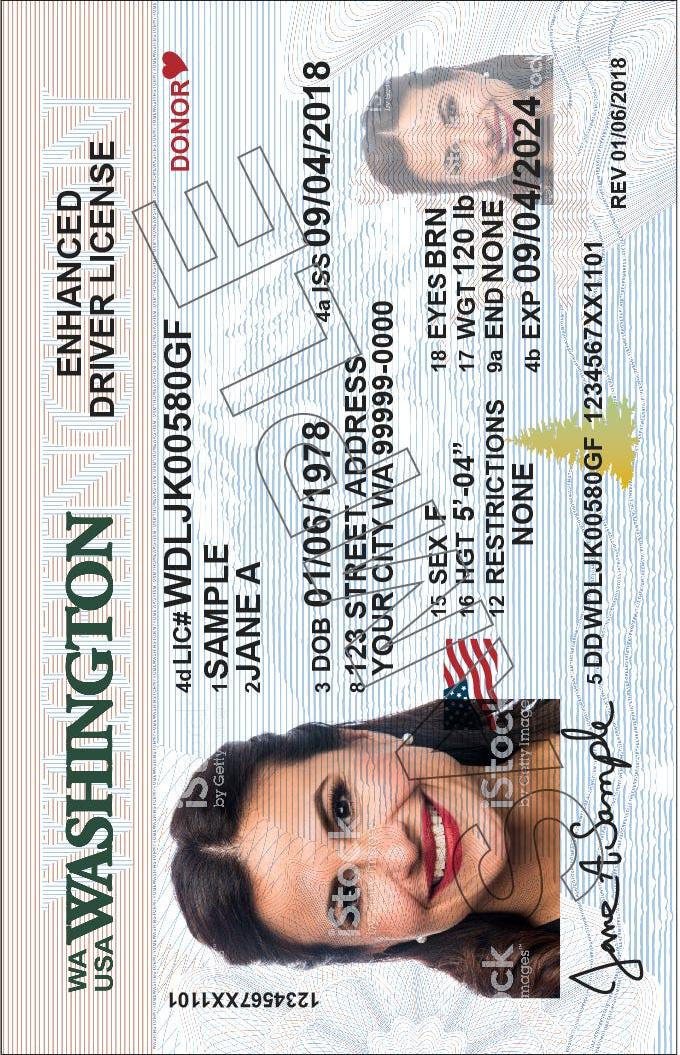 WA
USA
WASHINGTON
ENHANCED
DRIVER LICENSE
4d LIC# WDLJK00580GF
DONOR
1 SAMPLE
2 JANE A
3 DOB 01/06/1978
4a ISS 09/04/2018
8 123 STREET ADDRESS
YOUR CITY WA 99999-0000
15 SEX F
18 EYES BRN
16 HGT 5'-04"
17 WGT 120 lb
12 RESTRICTIONS
NONE
9a END NONE
4b EXP 09/04/2024
5 DD WDLJK00580GF 1234567XX1101
REV 01/06/2018
1234567XX1101
Jane A Sample
SAMPLE
iStock
by Getty Images